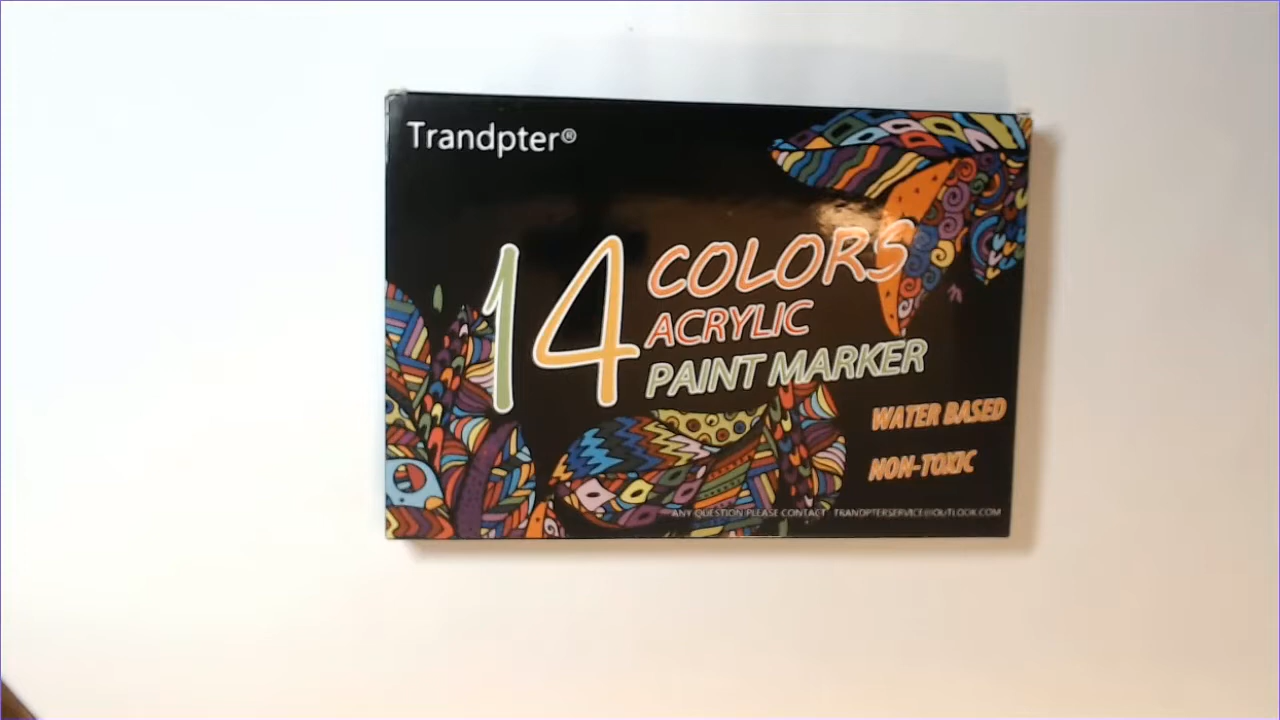 Trandpter®
14 COLORS
ACRYLIC
PAINT MARKER
WATER BASED
NON-TOXIC
ANY QUESTION PLEASE CONTACT TRANDPTERSERVICE@OUTLOOK.COM